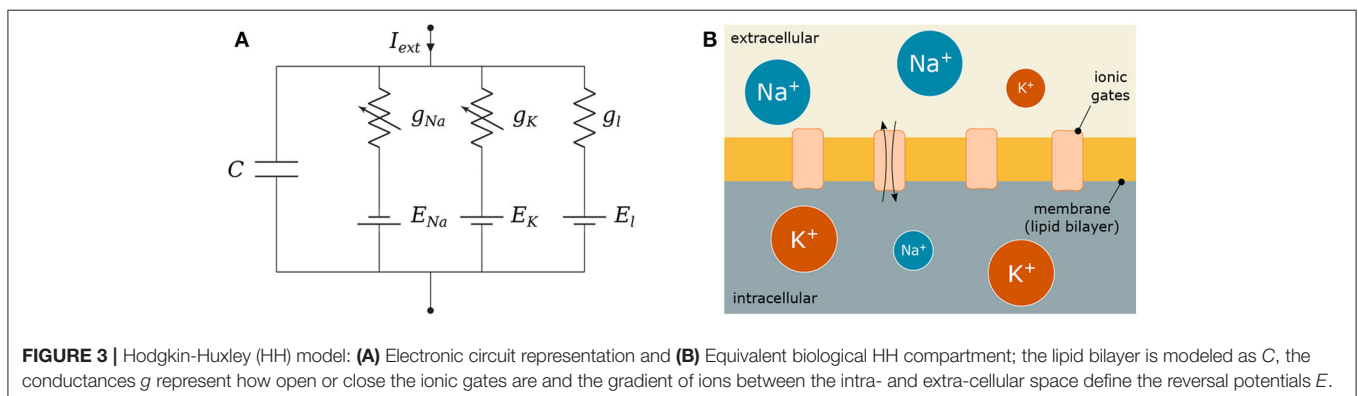 A
I_ext
g_Na
g_K
g_l
C
E_Na
E_K
E_l
B
extracellular
Na⁺
Na⁺
K⁺
ionic
gates
membrane
(lipid bilayer)
K⁺
Na⁺
K⁺
intracellular
FIGURE 3 | Hodgkin-Huxley (HH) model: (A) Electronic circuit representation and (B) Equivalent biological HH compartment; the lipid bilayer is modeled as C, the
conductances g represent how open or close the ionic gates are and the gradient of ions between the intra- and extra-cellular space define the reversal potentials E.